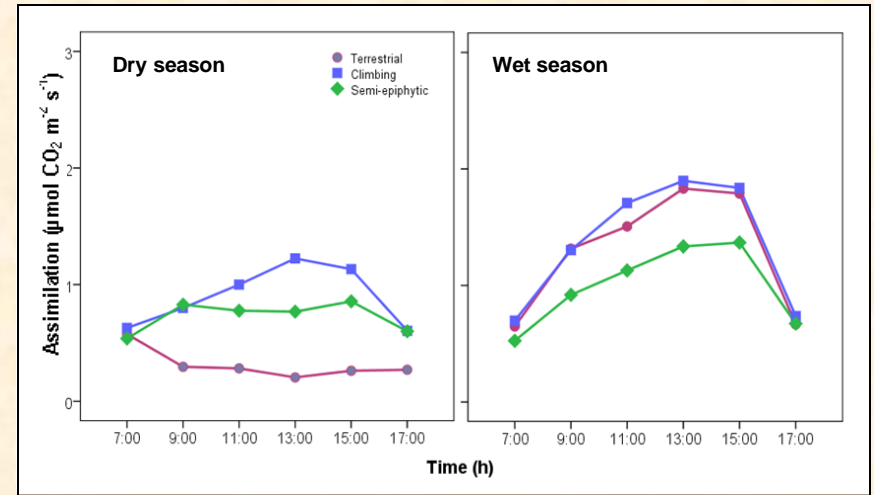 Dry season
Terrestrial
Climbing
Semi-epiphytic
Wet season
Assimilation (μmol CO₂ m⁻² s⁻¹)
3
2
1
0
7:00 9:00 11:00 13:00 15:00 17:00
7:00 9:00 11:00 13:00 15:00 17:00
Time (h)